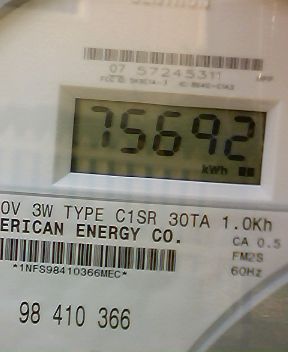 07 57245311
75692
kWh
0V 3W TYPE C1SR 30TA 1.0Kh
ERICAN ENERGY CO.
CA 0.5
FM2S
60Hz
*1NFS98410366MEC*
98 410 366